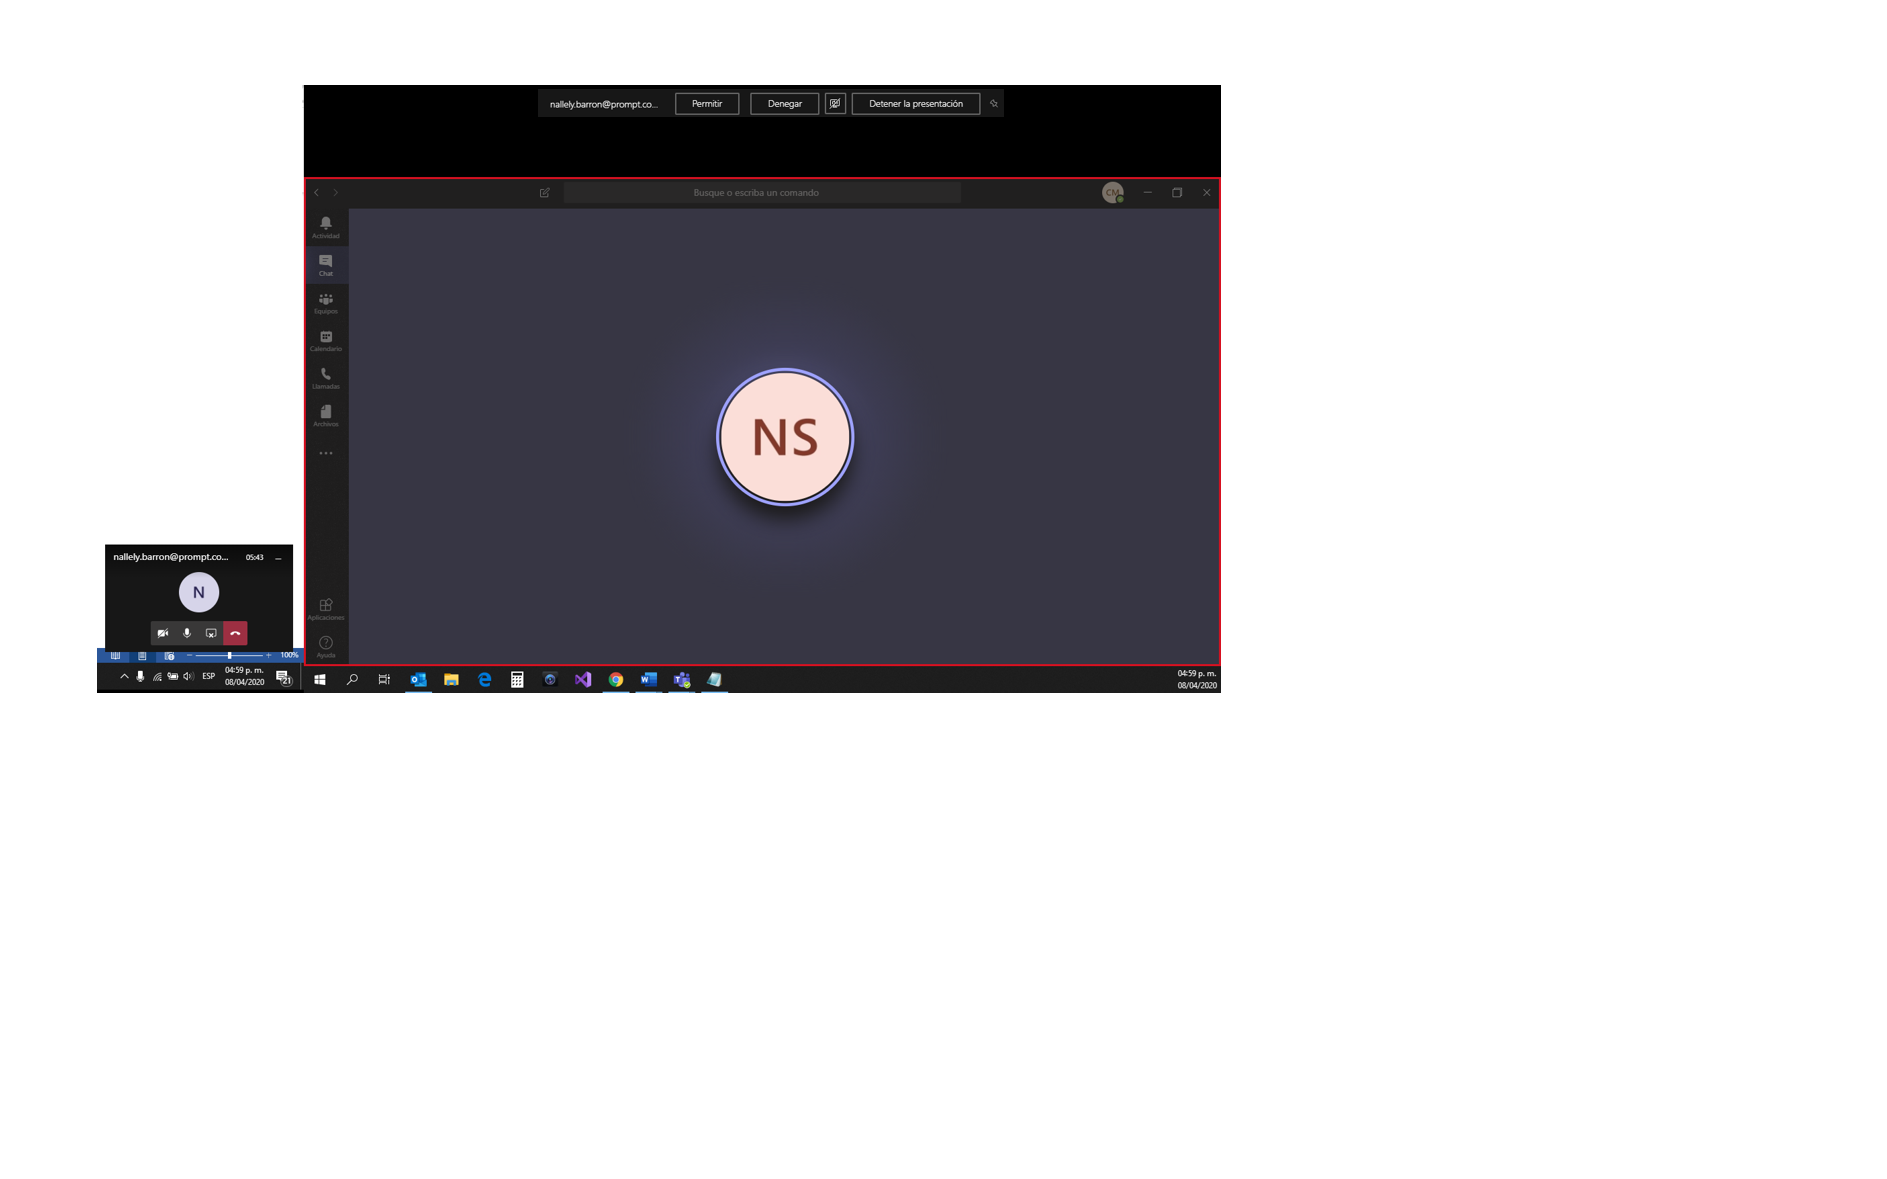 nallely.barron@prompt.co... Permitir Denegar Detener la presentación
Busque o escriba un comando CM
Actividad
Chat
Equipos
Calendario
Llamadas
Archivos
NS
Aplicaciones
Ayuda
nallely.barron@prompt.co... 05:43
N
100%
ESP 04:59 p. m. 21
08/04/2020
04:59 p. m.
08/04/2020